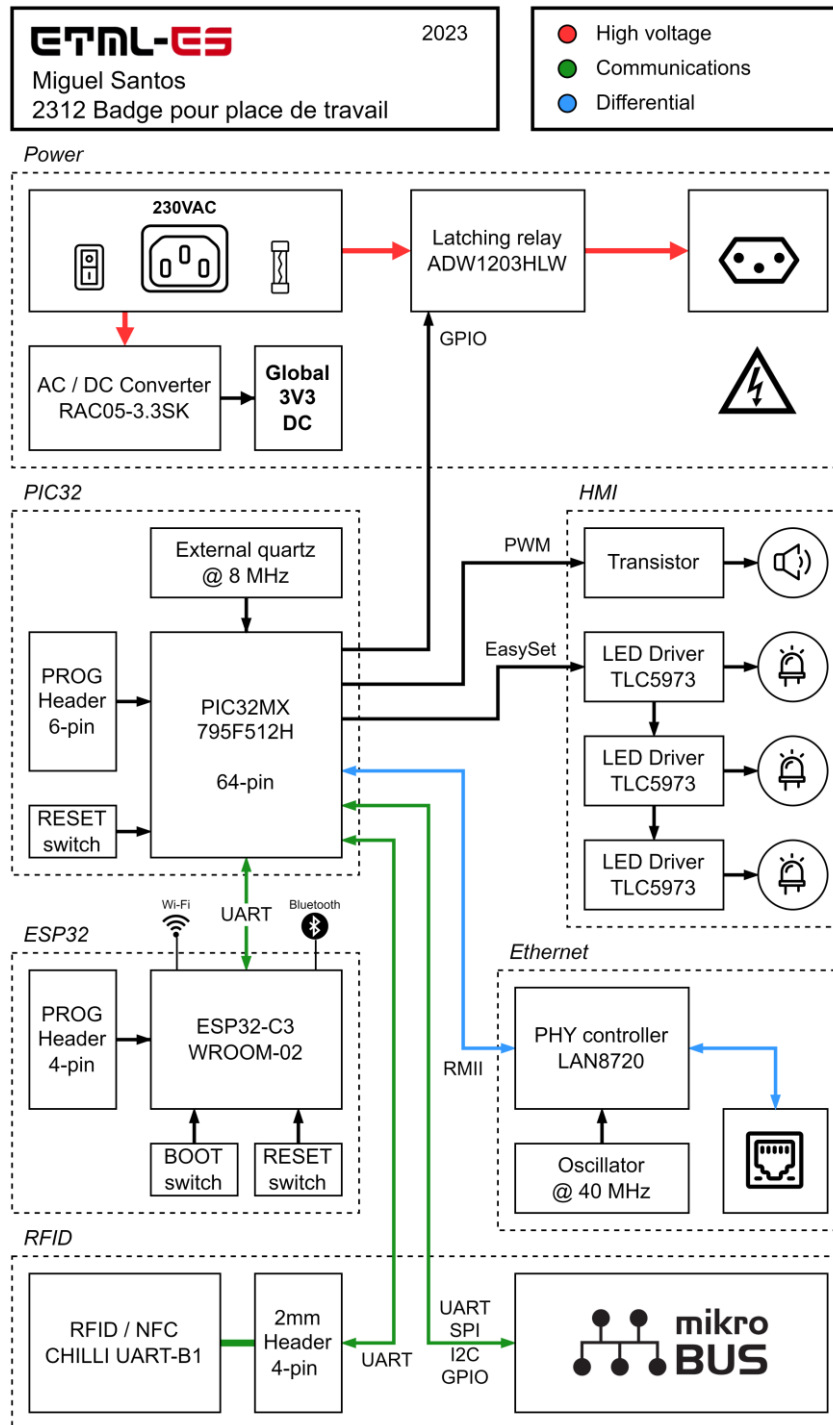 ETML-ES
2023
Miguel Santos
2312 Badge pour place de travail
High voltage
Communications
Differential
Power
230VAC
Latching relay
ADW1203HLW
GPIO
AC / DC Converter
RAC05-3.3SK
Global
3V3
DC
PIC32
HMI
External quartz
@ 8 MHz
PWM
Transistor
PROG
Header
6-pin
PIC32MX
795F512H
64-pin
EasySet
LED Driver
TLC5973
LED Driver
TLC5973
LED Driver
TLC5973
RESET
switch
UART
Wi-Fi
Bluetooth
ESP32
Ethernet
PROG
Header
4-pin
ESP32-C3
WROOM-02
RMII
PHY controller
LAN8720
BOOT
switch
RESET
switch
Oscillator
@ 40 MHz
RFID
RFID / NFC
CHILLI UART-B1
2mm
Header
4-pin
UART
UART
SPI
I2C
GPIO
mikro
BUS